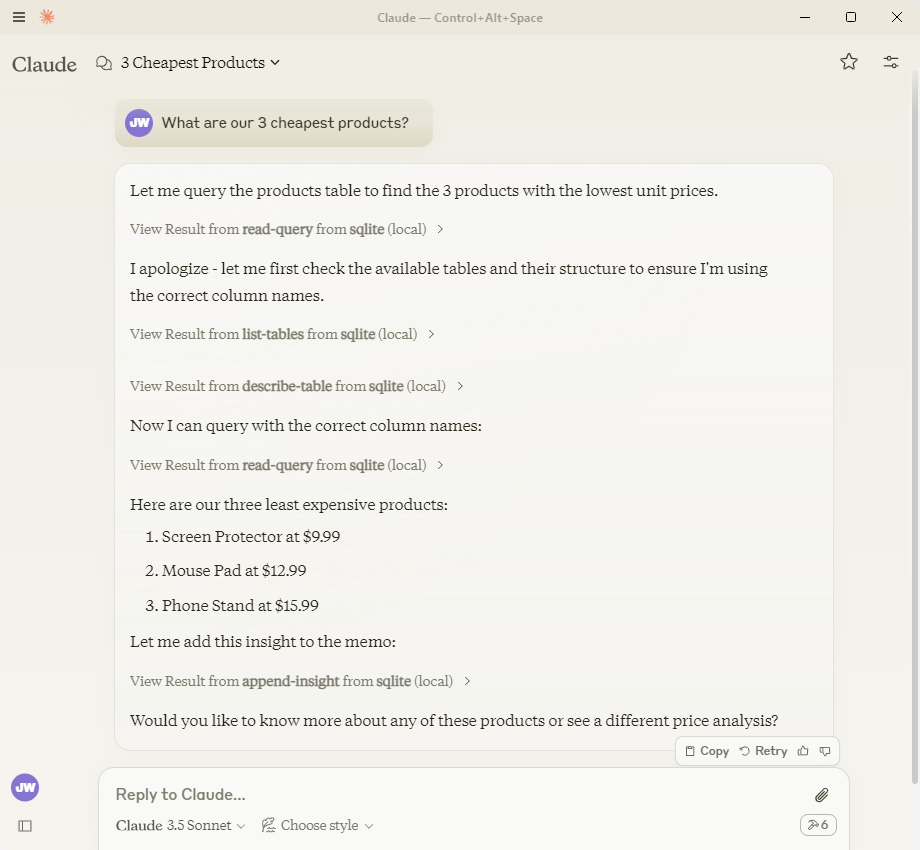 Claude — Control+Alt+Space
Claude
3 Cheapest Products
JW What are our 3 cheapest products?
Let me query the products table to find the 3 products with the lowest unit prices.
View Result from read-query from sqlite (local)
I apologize - let me first check the available tables and their structure to ensure I'm using
the correct column names.
View Result from list-tables from sqlite (local)
View Result from describe-table from sqlite (local)
Now I can query with the correct column names:
View Result from read-query from sqlite (local)
Here are our three least expensive products:
1. Screen Protector at $9.99
2. Mouse Pad at $12.99
3. Phone Stand at $15.99
Let me add this insight to the memo:
View Result from append-insight from sqlite (local)
Would you like to know more about any of these products or see a different price analysis?
Copy Retry
JW
Reply to Claude...
Claude 3.5 Sonnet Choose style 6